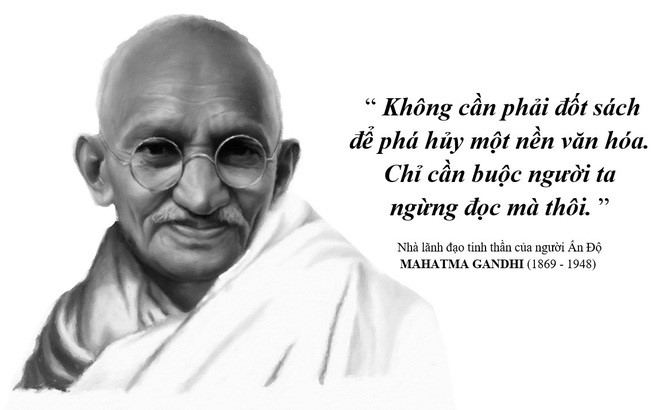 “ Không cần phải đốt sách
để phá hủy một nền văn hóa.
Chỉ cần buộc người ta
ngừng đọc mà thôi. ”
Nhà lãnh đạo tinh thần của người Ấn Độ
MAHATMA GANDHI (1869 - 1948)